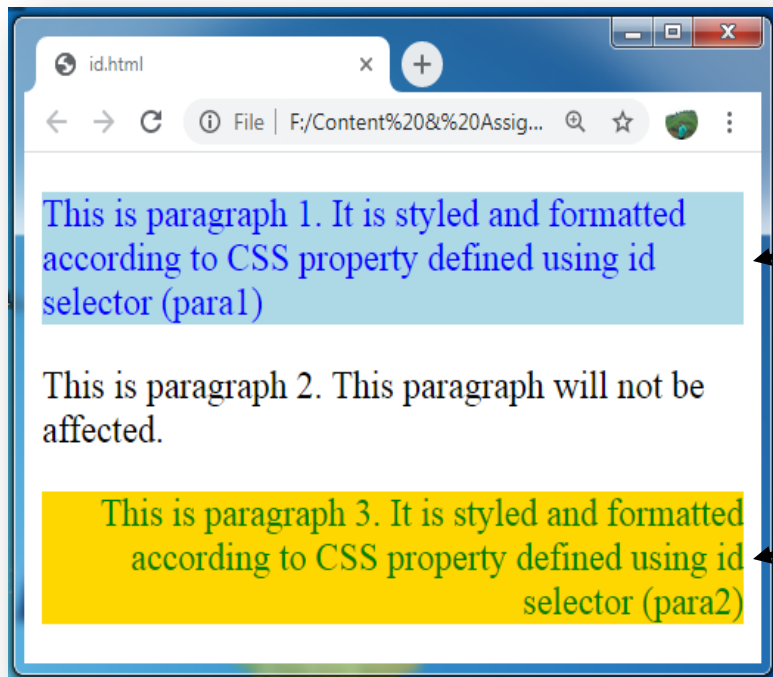 id.html
File | F:/Content%20&%20Assig...
This is paragraph 1. It is styled and formatted
according to CSS property defined using id
selector (para1)
This is paragraph 2. This paragraph will not be
affected.
This is paragraph 3. It is styled and formatted
according to CSS property defined using id
selector (para2)